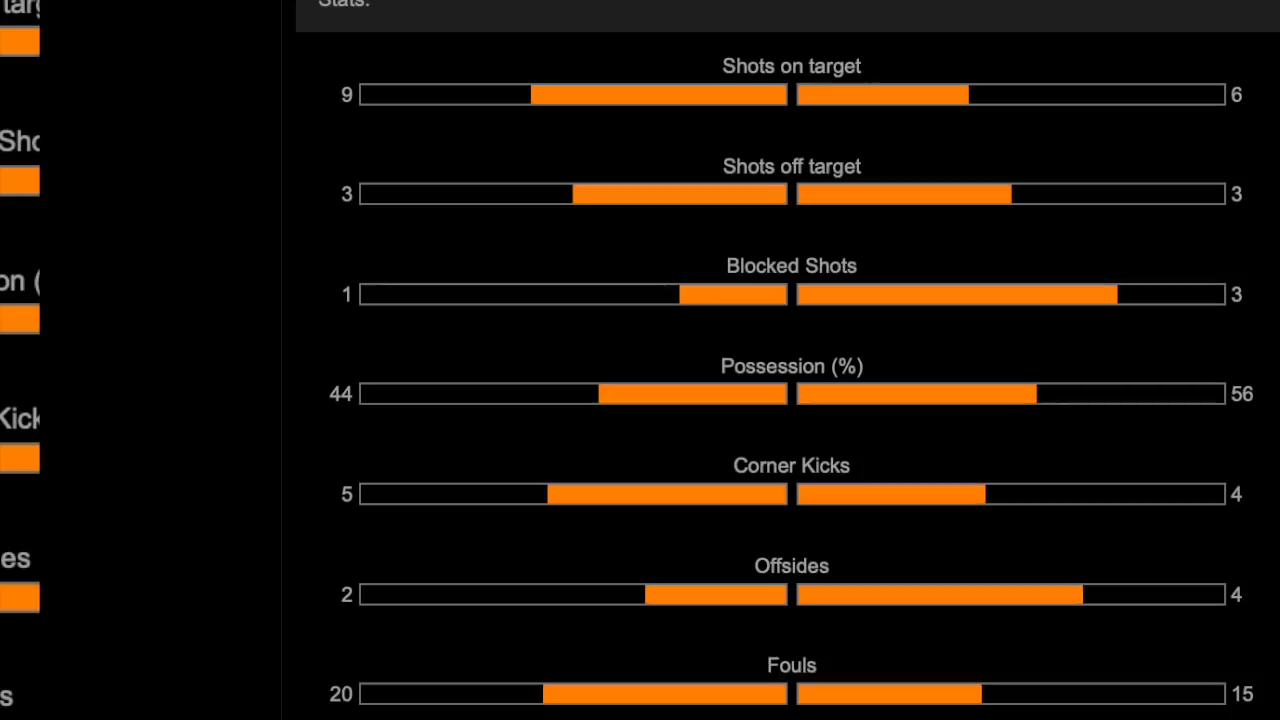 Stats:
Shots on target
9 6
Shots off target
3 3
Blocked Shots
1 3
Possession (%)
44 56
Corner Kicks
5 4
Offsides
2 4
Fouls
20 15